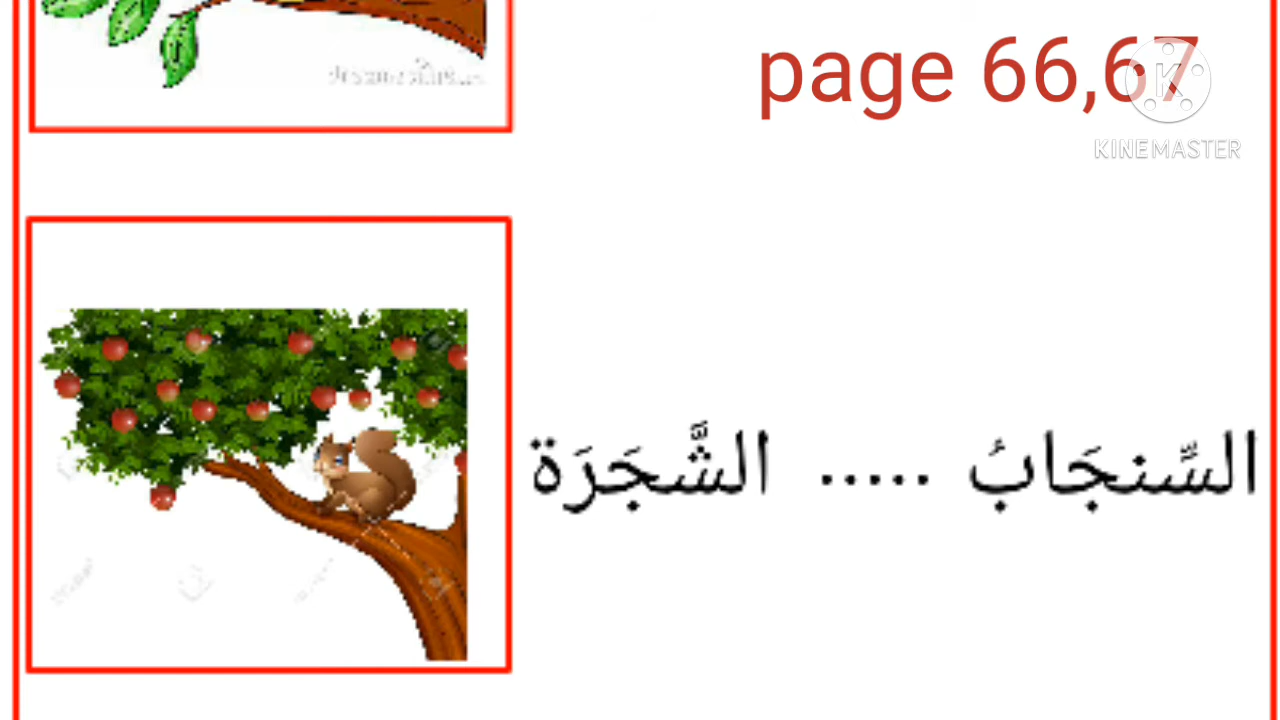 page 66,67
KINEMASTER
السِّنجَابُ ..... الشَّجَرَة